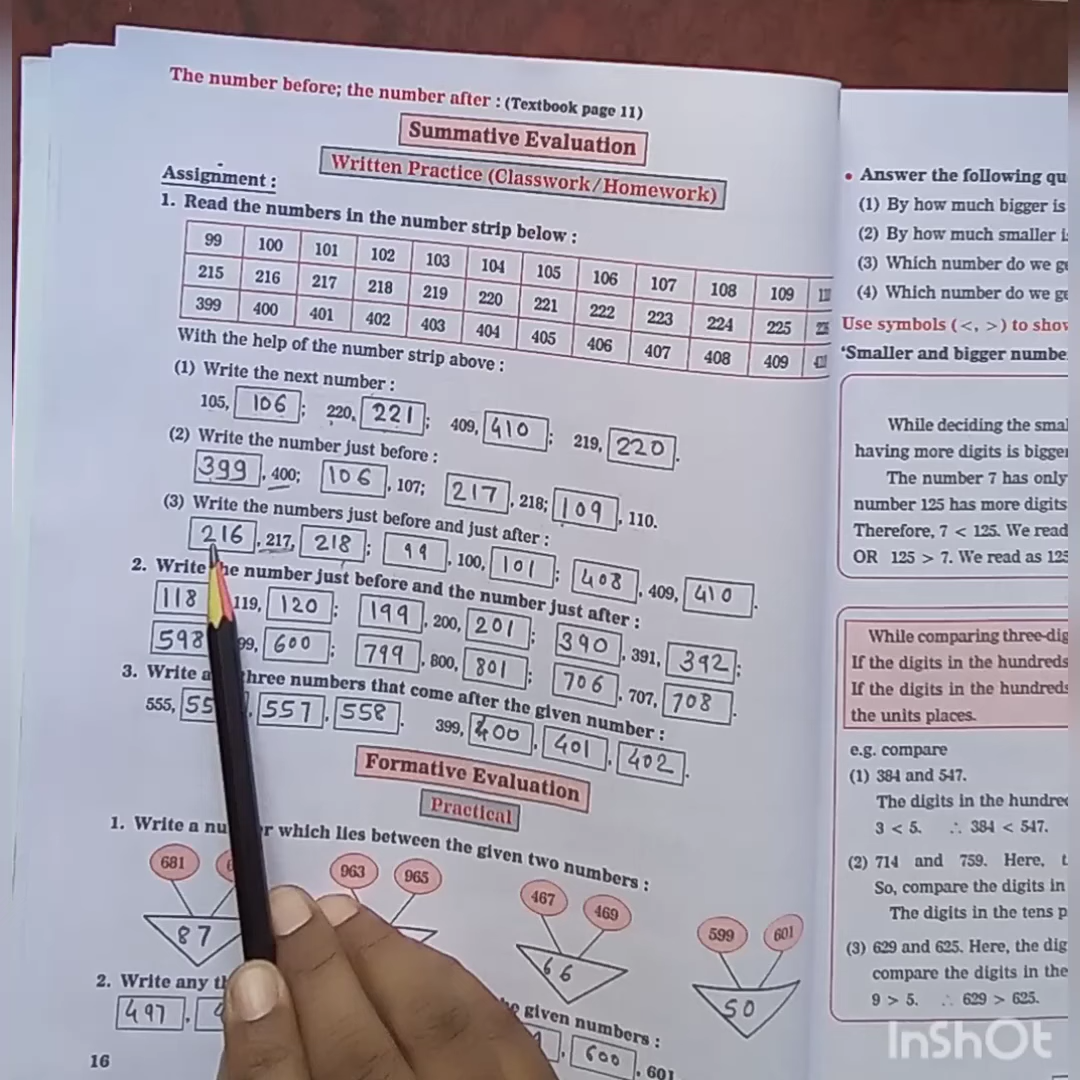 The number before; the number after : (Textbook page 11)
Summative Evaluation
Written Practice (Classwork/Homework)
Assignment :
1. Read the numbers in the number strip below :
99 100 101 102 103 104 105 106 107 108 109
215 216 217 218 219 220 221 222 223 224 225
399 400 401 402 403 404 405 406 407 408 409
With the help of the number strip above :
(1) Write the next number :
105, 106 ; 220, 221 ; 409, 410 ; 219, 220 .
(2) Write the number just before :
399 , 400; 106 , 107; 217 , 218; 109 , 110.
(3) Write the numbers just before and just after :
216 , 217, 218 ; 99 , 100, 101 ; 408 , 409, 410 .
2. Write the number just before and the number just after :
118 119, 120 ; 199 , 200, 201 ; 390 , 391, 392 ;
598 99, 600 ; 799 , 800, 801 ; 706 , 707, 708 .
3. Write three numbers that come after the given number :
555, 55 , 557 , 558 . 399, 400 , 401 , 402 .
Formative Evaluation
Practical
1. Write a which lies between the given two numbers :
681 963 965 467 469 599 601
87 66 50
2. Write any given numbers :
497 , 600 , 601
16
• Answer the following
(1) By how much bigger is
(2) By how much smaller
(3) Which number do we
(4) Which number do we
Use symbols (<, >) to
'Smaller and bigger
While deciding the
having more digits is
The number 7 has only
number 125 has more digits
Therefore, 7 < 125. We read
OR 125 > 7. We read as 125
While comparing
If the digits in the hundreds
If the digits in the hundreds
the units places.
e.g. compare
(1) 384 and 547.
The digits in the
3 < 5. ∴ 384 < 547.
(2) 714 and 759. Here,
So, compare the digits in
The digits in the tens
(3) 629 and 625. Here, the
compare the digits in the
9 > 5. ∴ 629 > 625.
InShOt